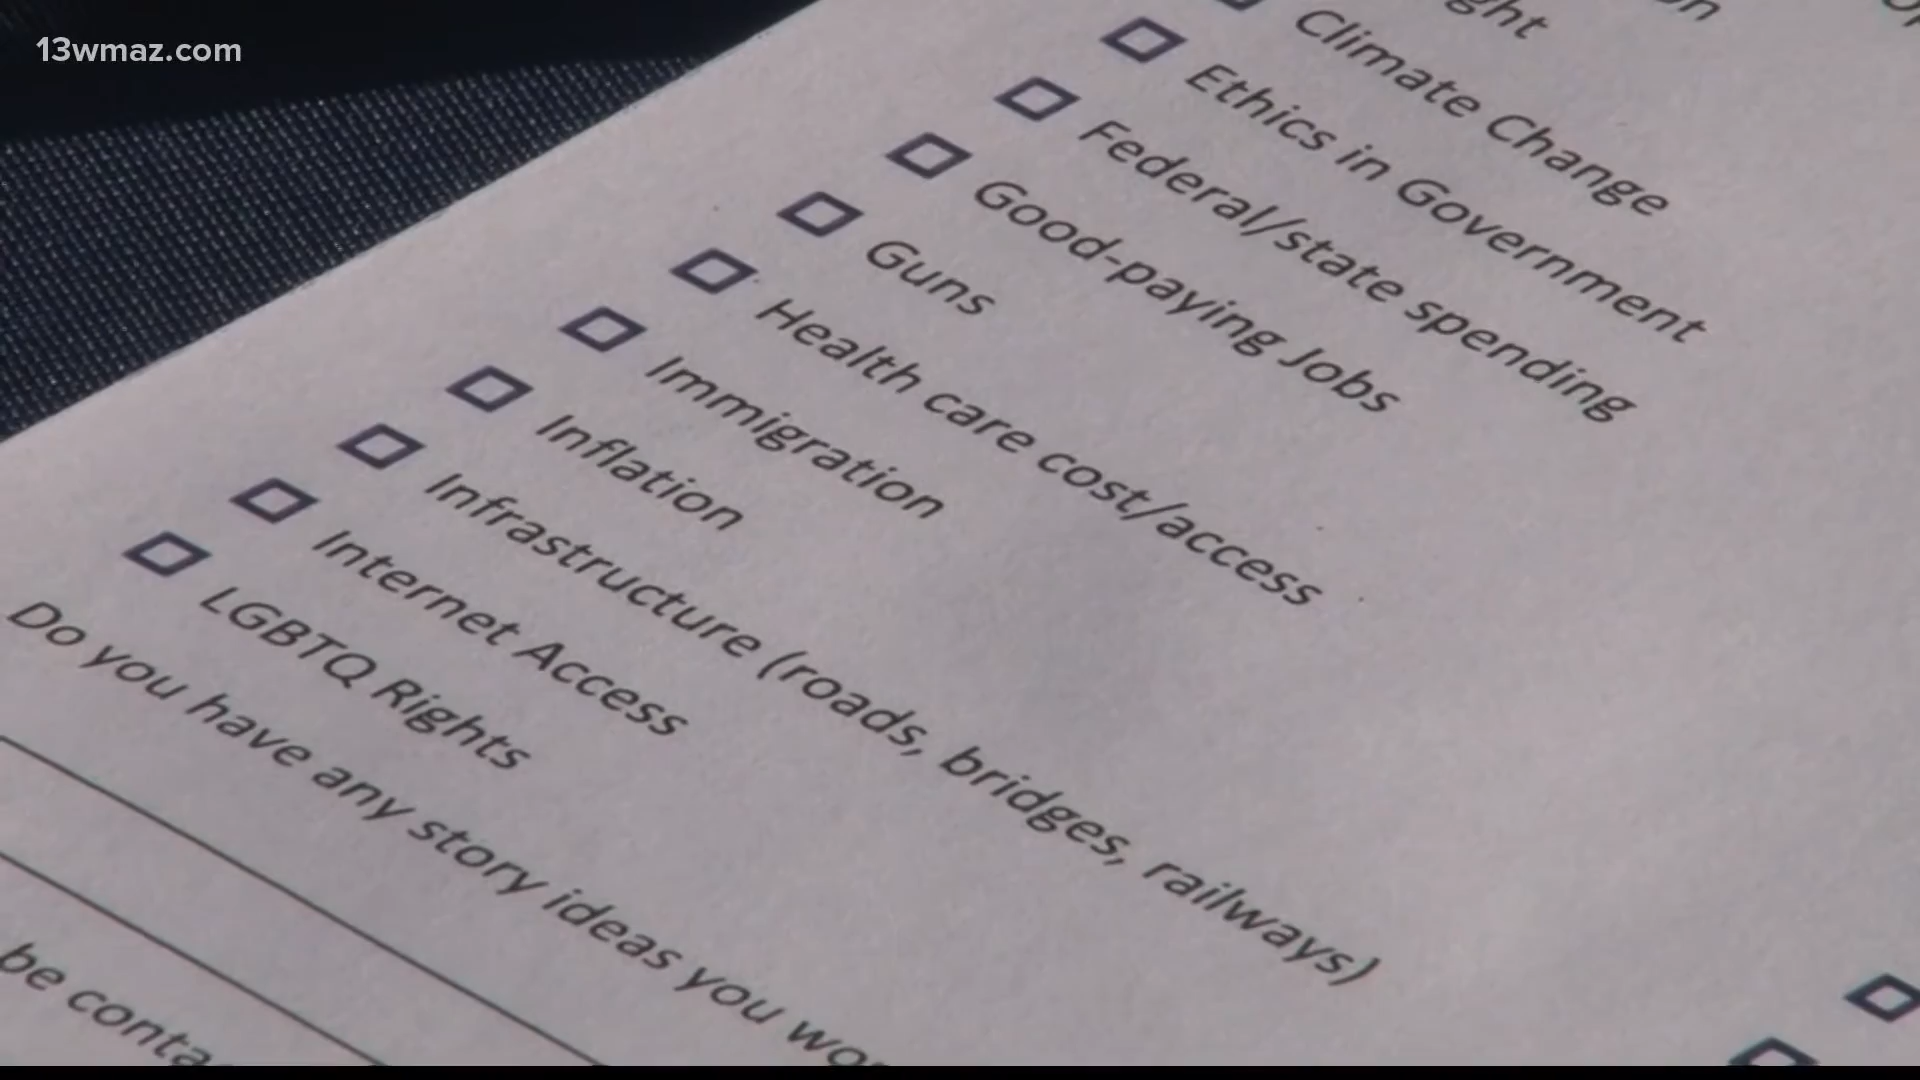 13wmaz.com
Climate Change
Ethics in Government
Federal/state spending
Good-paying Jobs
Guns
Health care cost/access
Immigration
Inflation
Infrastructure (roads, bridges, railways)
Internet Access
LGBTQ Rights
Do you have any story ideas you
be